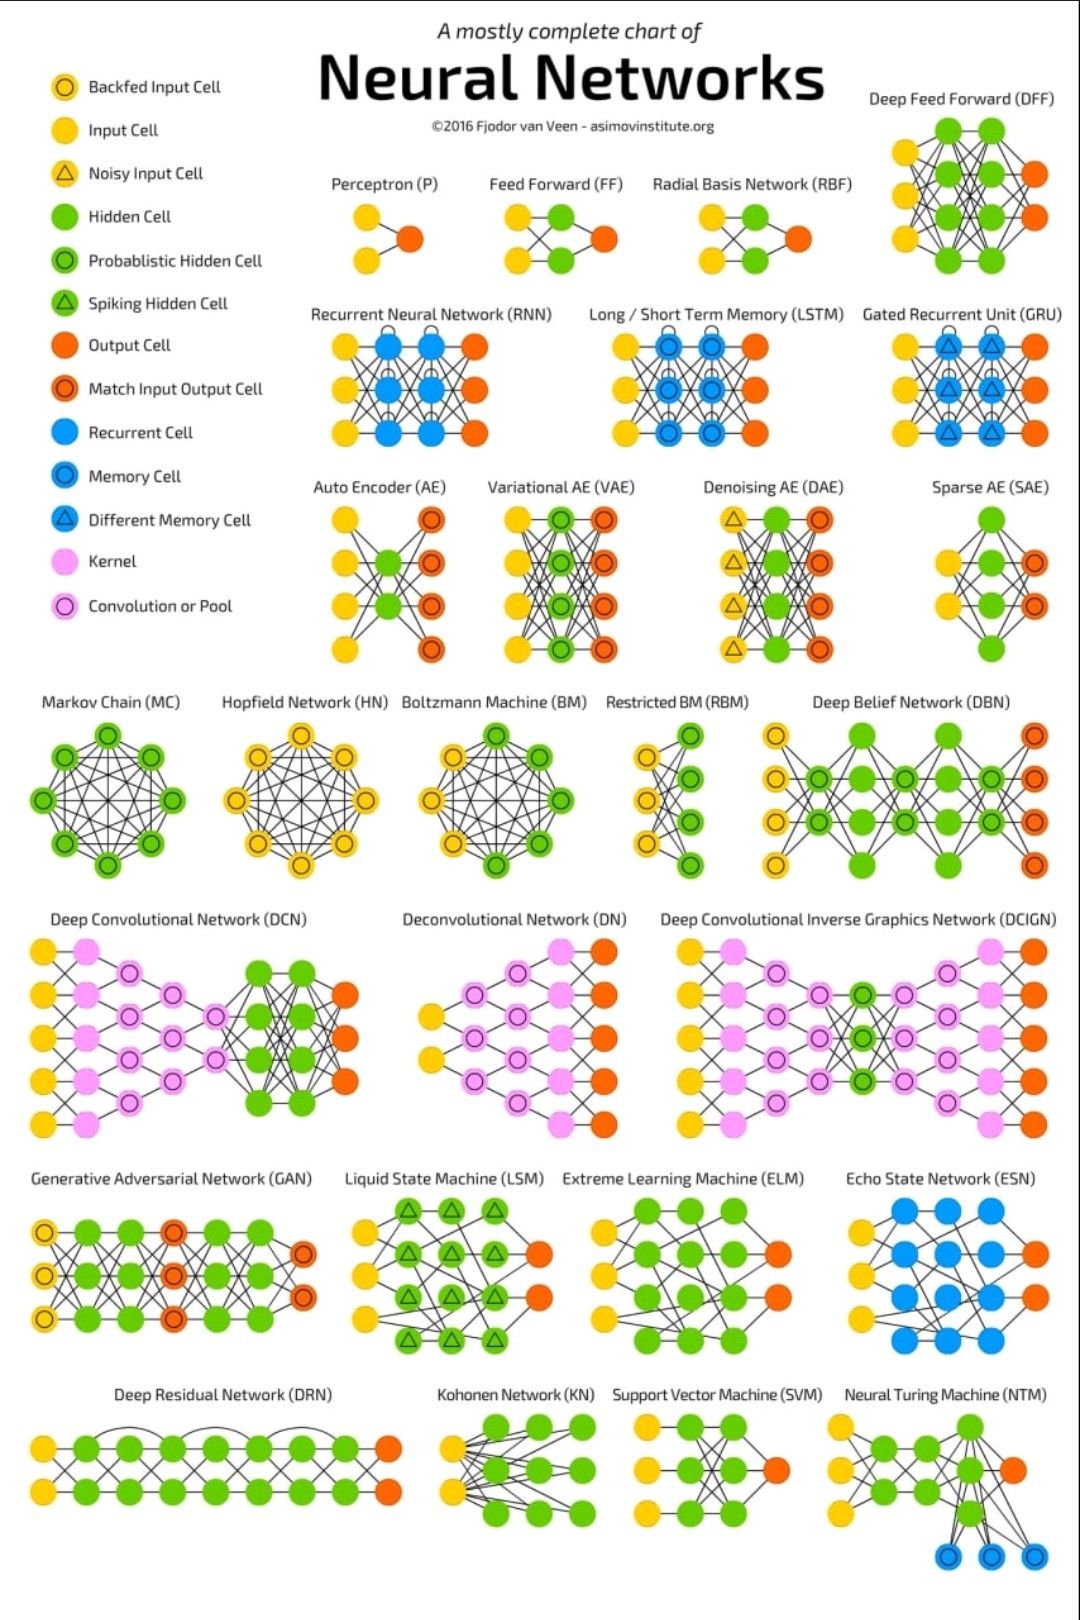 A mostly complete chart of
Neural Networks
©2016 Fjodor van Veen - asimovinstitute.org
Backfed Input Cell
Input Cell
Noisy Input Cell
Hidden Cell
Probablistic Hidden Cell
Spiking Hidden Cell
Output Cell
Match Input Output Cell
Recurrent Cell
Memory Cell
Different Memory Cell
Kernel
Convolution or Pool
Deep Feed Forward (DFF)
Perceptron (P)
Feed Forward (FF)
Radial Basis Network (RBF)
Recurrent Neural Network (RNN)
Long / Short Term Memory (LSTM)
Gated Recurrent Unit (GRU)
Auto Encoder (AE)
Variational AE (VAE)
Denoising AE (DAE)
Sparse AE (SAE)
Markov Chain (MC)
Hopfield Network (HN)
Boltzmann Machine (BM)
Restricted BM (RBM)
Deep Belief Network (DBN)
Deep Convolutional Network (DCN)
Deconvolutional Network (DN)
Deep Convolutional Inverse Graphics Network (DCIGN)
Generative Adversarial Network (GAN)
Liquid State Machine (LSM)
Extreme Learning Machine (ELM)
Echo State Network (ESN)
Deep Residual Network (DRN)
Kohonen Network (KN)
Support Vector Machine (SVM)
Neural Turing Machine (NTM)